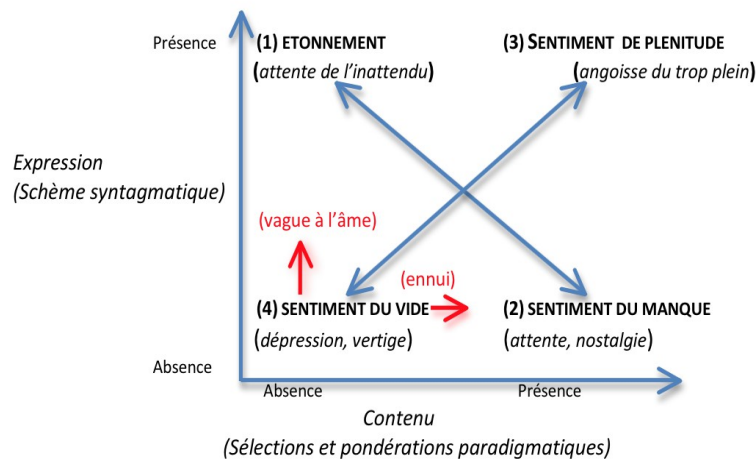 Présence
(1) ETONNEMENT
(attente de l'inattendu)
(3) SENTIMENT DE PLENITUDE
(angoisse du trop plein)
Expression
(Schème syntagmatique)
(vague à l'âme)
(ennui)
(4) SENTIMENT DU VIDE
(dépression, vertige)
(2) SENTIMENT DU MANQUE
(attente, nostalgie)
Absence
Absence
Présence
Contenu
(Sélections et pondérations paradigmatiques)